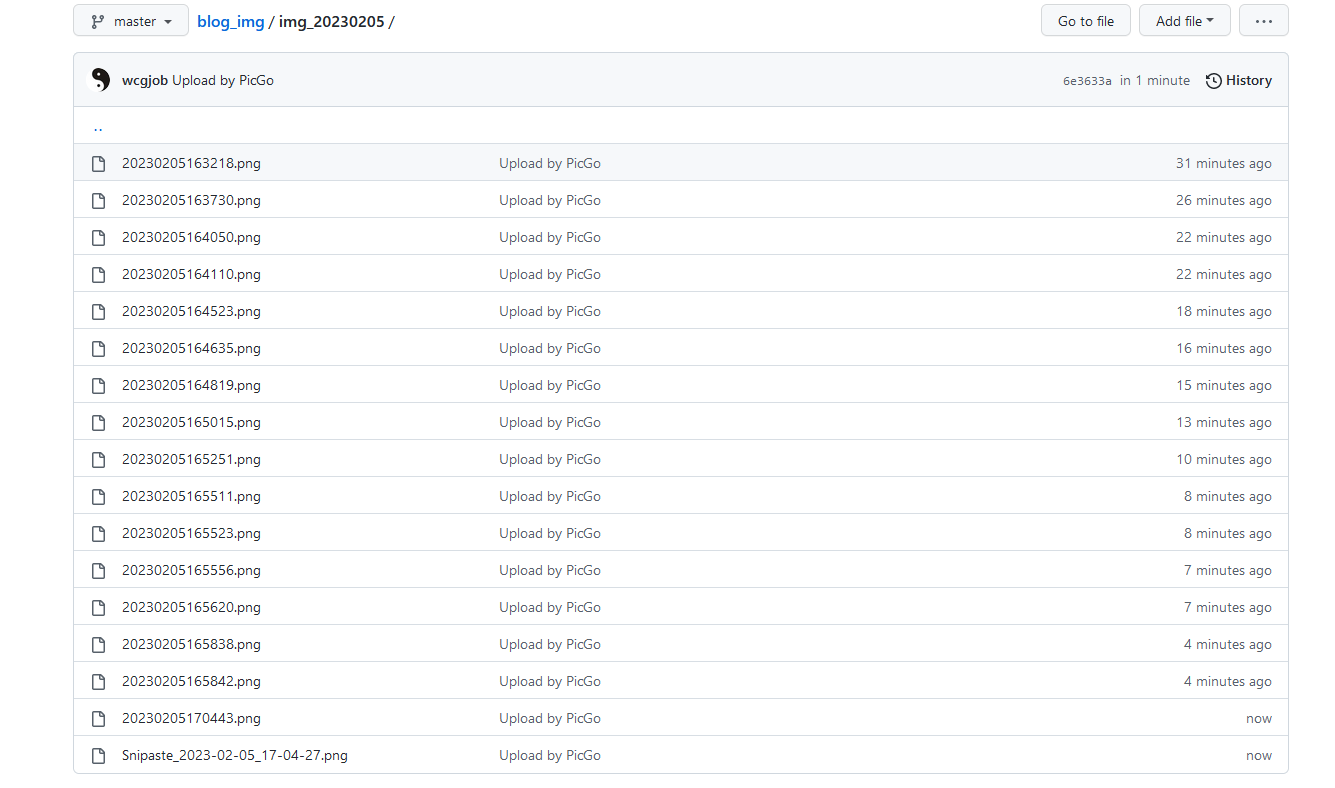 master blog_img / img_20230205 / Go to file Add file ...
wcgjob Upload by PicGo 6e3633a in 1 minute History
..
20230205163218.png Upload by PicGo 31 minutes ago
20230205163730.png Upload by PicGo 26 minutes ago
20230205164050.png Upload by PicGo 22 minutes ago
20230205164110.png Upload by PicGo 22 minutes ago
20230205164523.png Upload by PicGo 18 minutes ago
20230205164635.png Upload by PicGo 16 minutes ago
20230205164819.png Upload by PicGo 15 minutes ago
20230205165015.png Upload by PicGo 13 minutes ago
20230205165251.png Upload by PicGo 10 minutes ago
20230205165511.png Upload by PicGo 8 minutes ago
20230205165523.png Upload by PicGo 8 minutes ago
20230205165556.png Upload by PicGo 7 minutes ago
20230205165620.png Upload by PicGo 7 minutes ago
20230205165838.png Upload by PicGo 4 minutes ago
20230205165842.png Upload by PicGo 4 minutes ago
20230205170443.png Upload by PicGo now
Snipaste_2023-02-05_17-04-27.png Upload by PicGo now